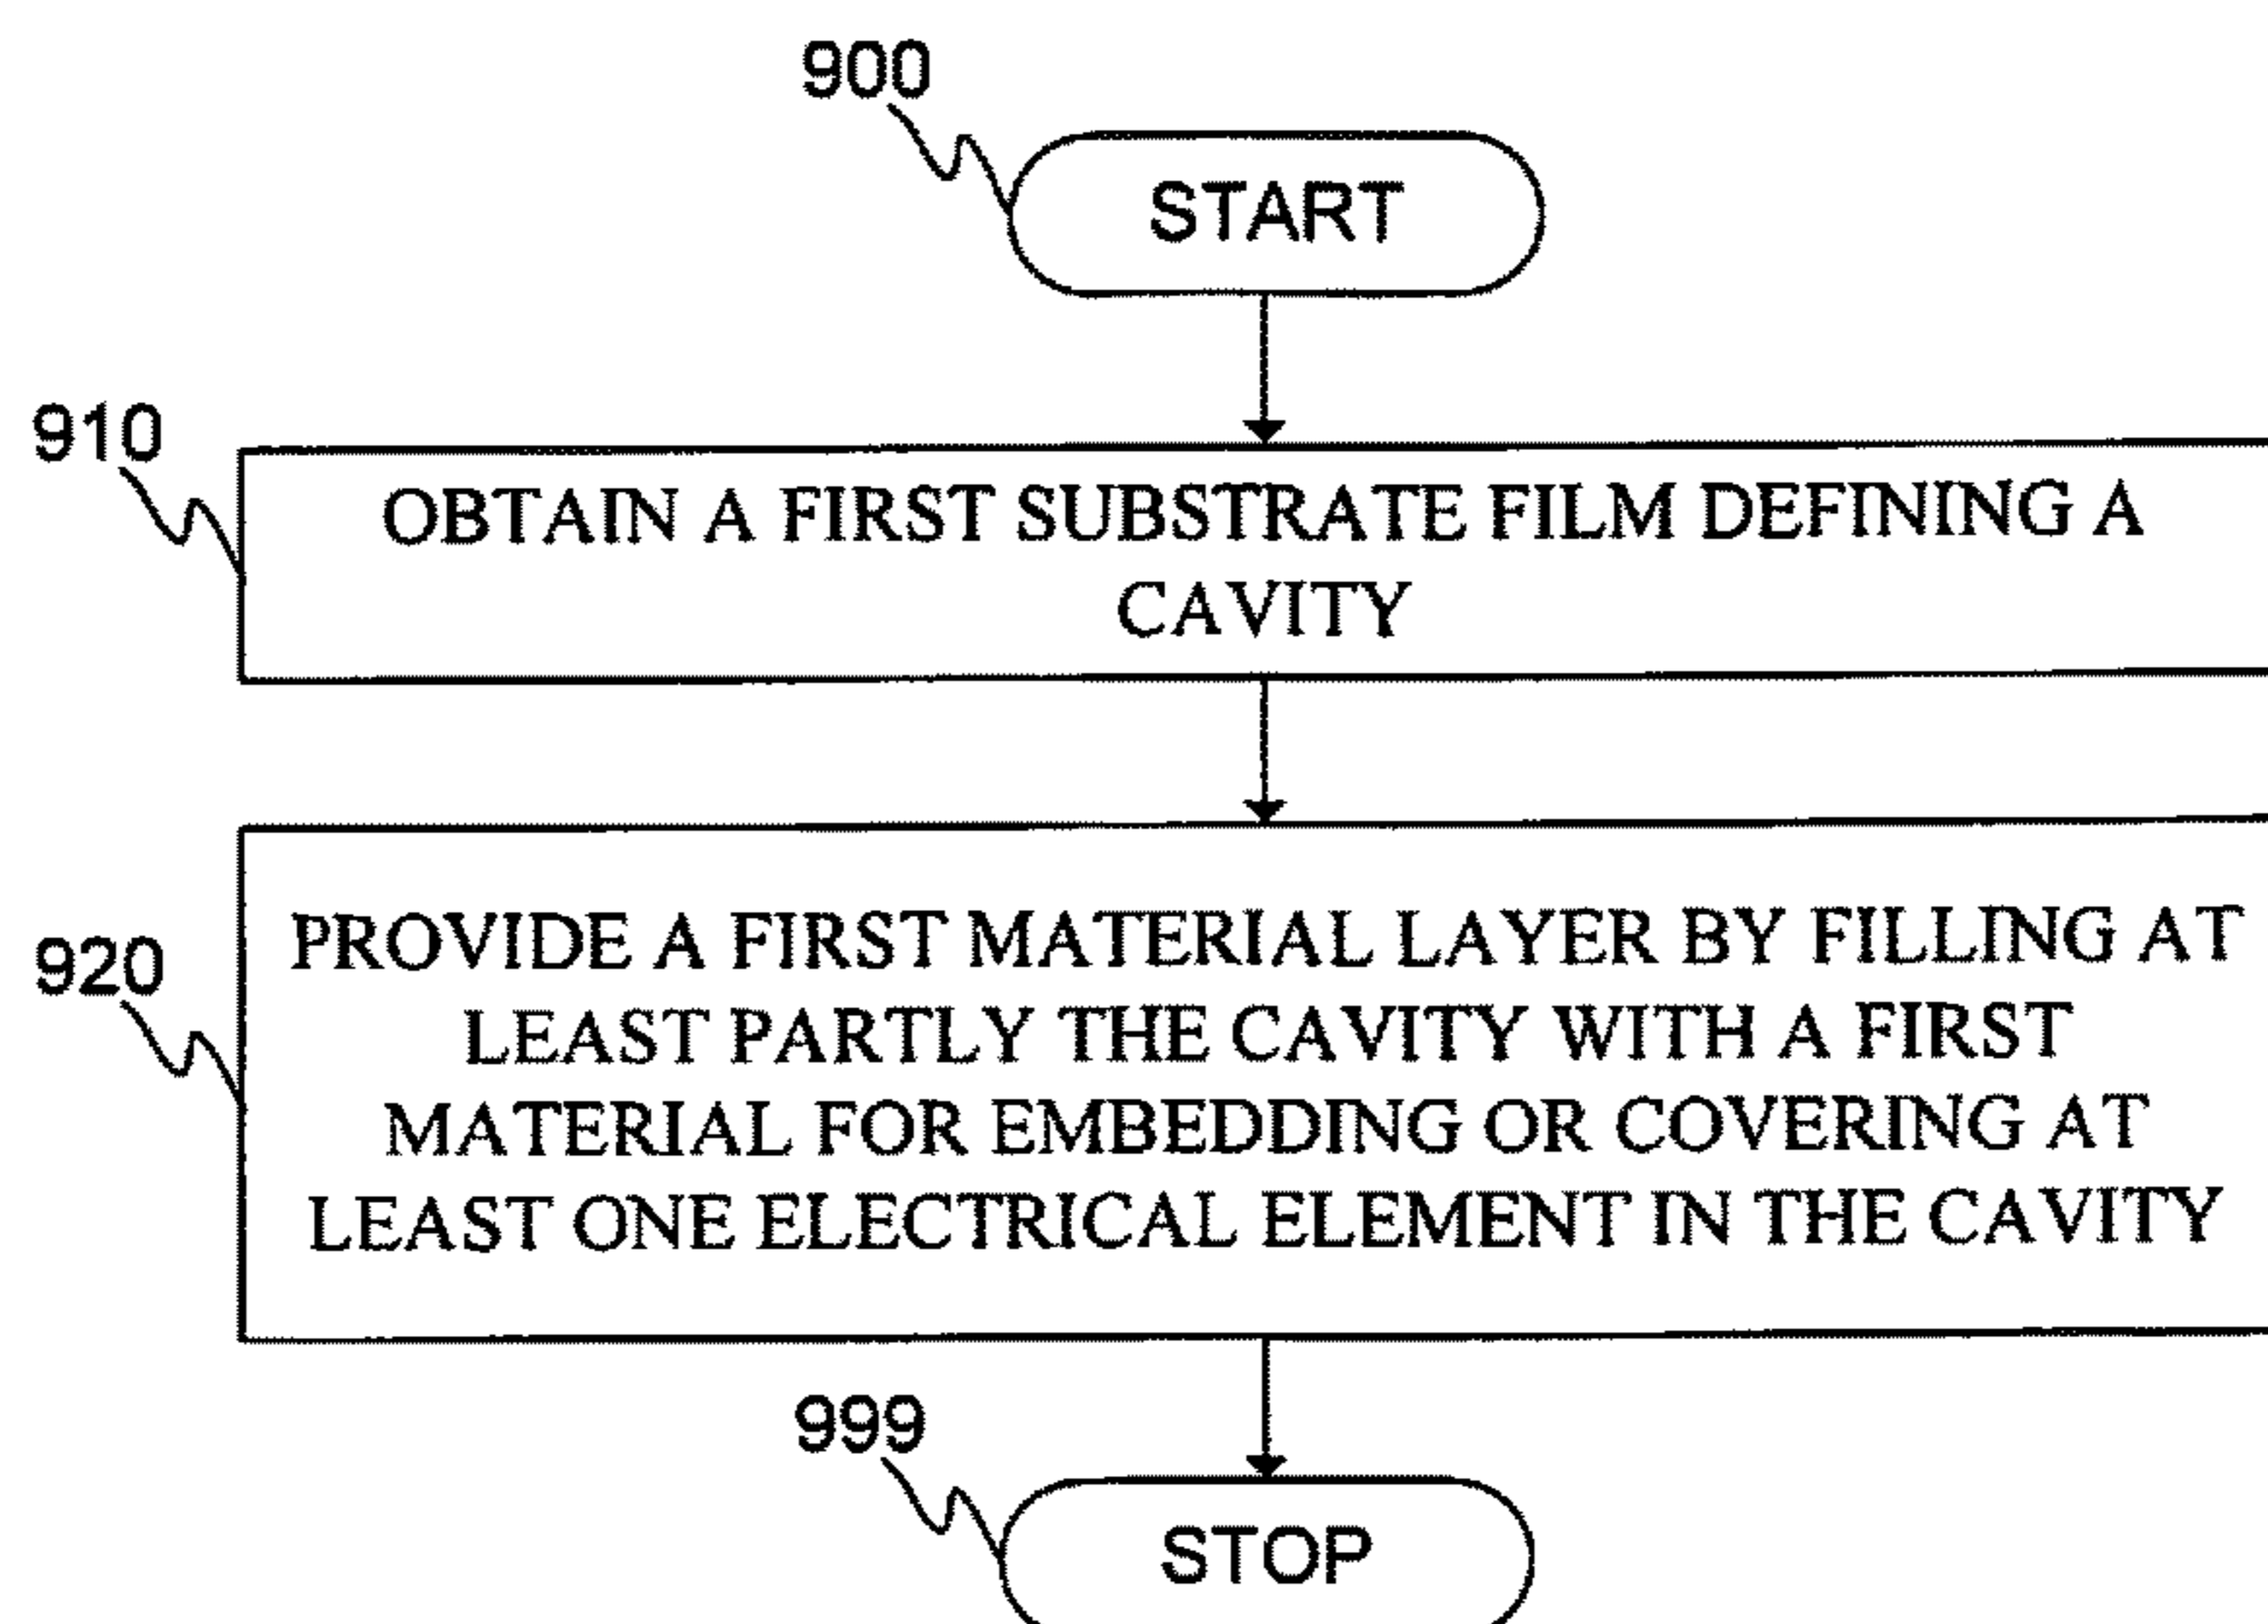 900
START
910
OBTAIN A FIRST SUBSTRATE FILM DEFINING A
CAVITY
920
PROVIDE A FIRST MATERIAL LAYER BY FILLING AT
LEAST PARTLY THE CAVITY WITH A FIRST
MATERIAL FOR EMBEDDING OR COVERING AT
LEAST ONE ELECTRICAL ELEMENT IN THE CAVITY
999
STOP